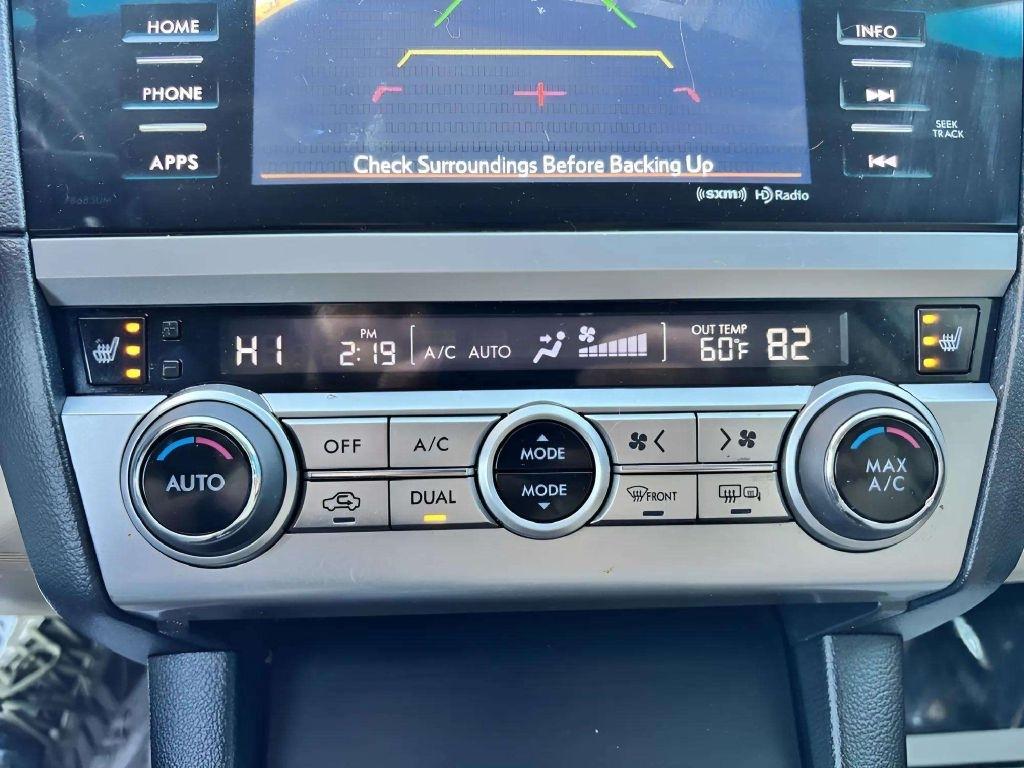 HOME
INFO
PHONE
APPS
SEEK
TRACK
Check Surroundings Before Backing Up
((sxm)) HD Radio
HI
PM
2:19
A/C AUTO
OUT TEMP
60°F
82
AUTO
OFF
A/C
MODE
MODE
DUAL
FRONT
MAX
A/C